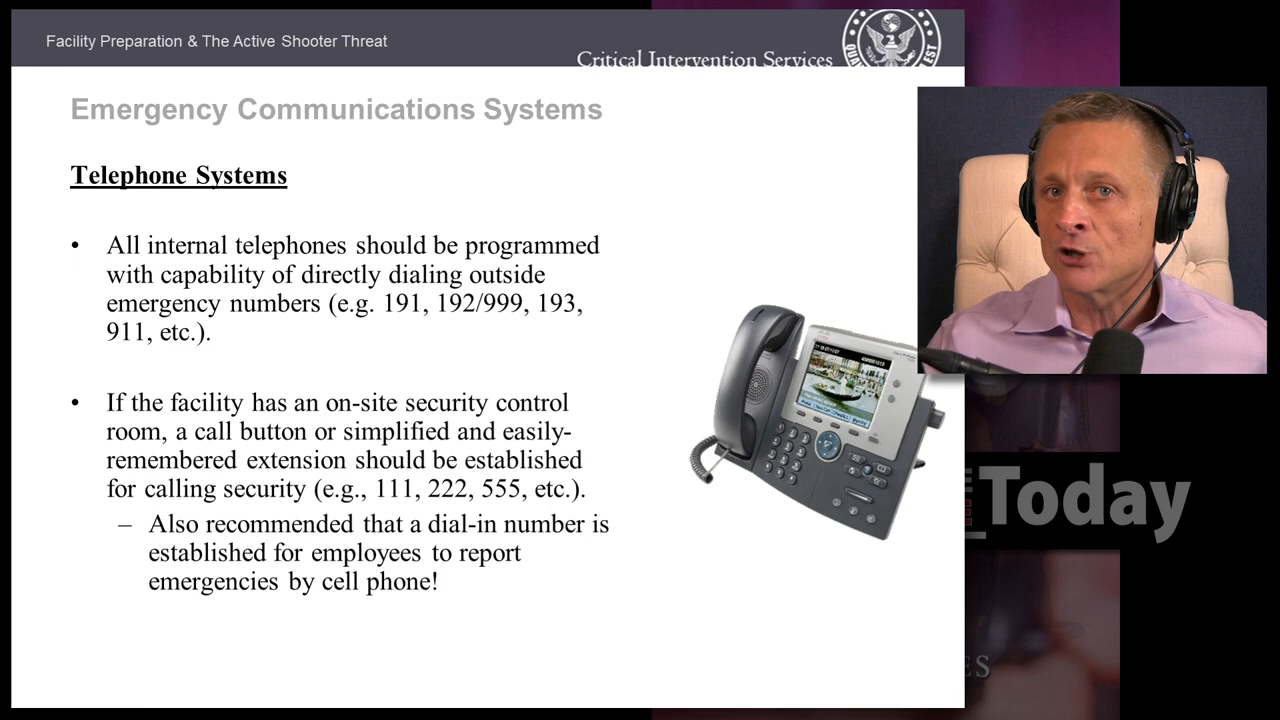 Facility Preparation & The Active Shooter Threat
Critical Intervention Services
Emergency Communications Systems
Telephone Systems
• All internal telephones should be programmed
with capability of directly dialing outside
emergency numbers (e.g. 191, 192/999, 193,
911, etc.).
• If the facility has an on-site security control
room, a call button or simplified and easily-
remembered extension should be established
for calling security (e.g., 111, 222, 555, etc.).
– Also recommended that a dial-in number is
established for employees to report
emergencies by cell phone!
Today
ES